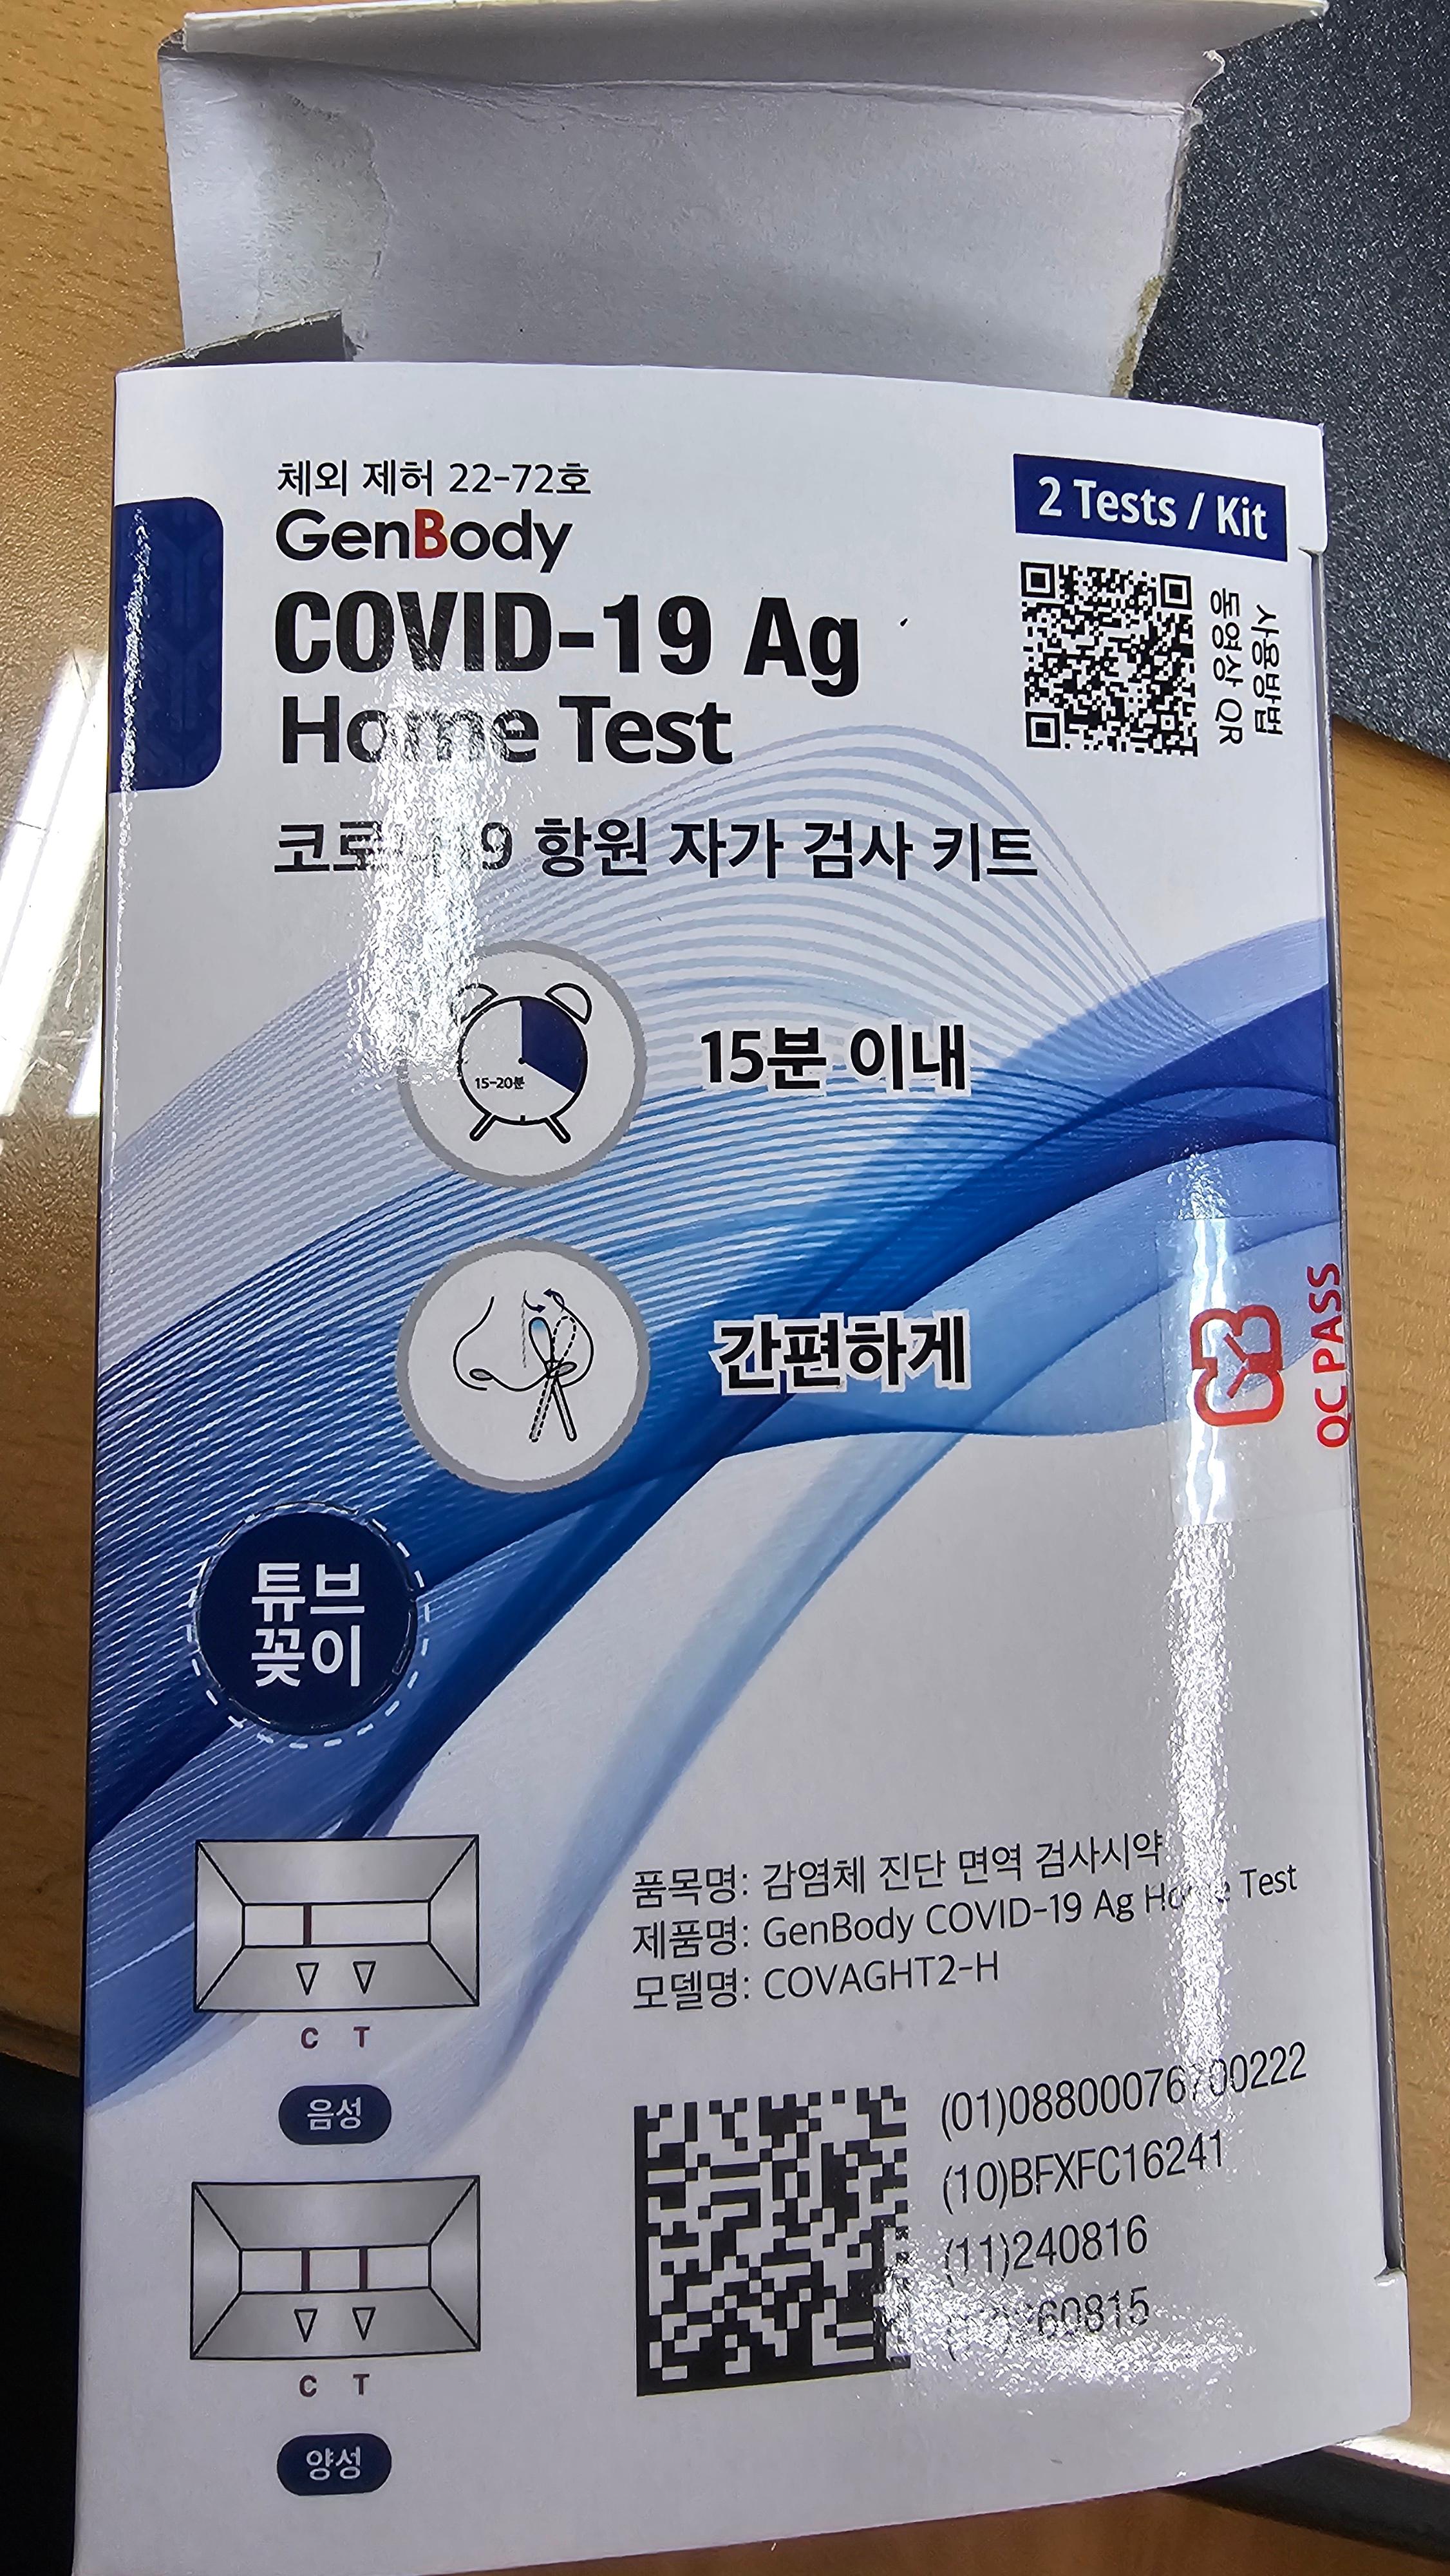 체외 제허 22-72호
GenBody
COVID-19 Ag
Home Test
2 Tests / Kit
사용방법
동영상 QR
항원 자가 검사 키트
15-20분
15분 이내
간편하게
QC PASS
튜브
꽂이
품목명: 감염체 진단 면역 검사시약
제품명: GenBody COVID-19 Ag Home Test
모델명: COVAGHT2-H
C T
음성
(10)BFXFC16241
(11)240816
C T
양성